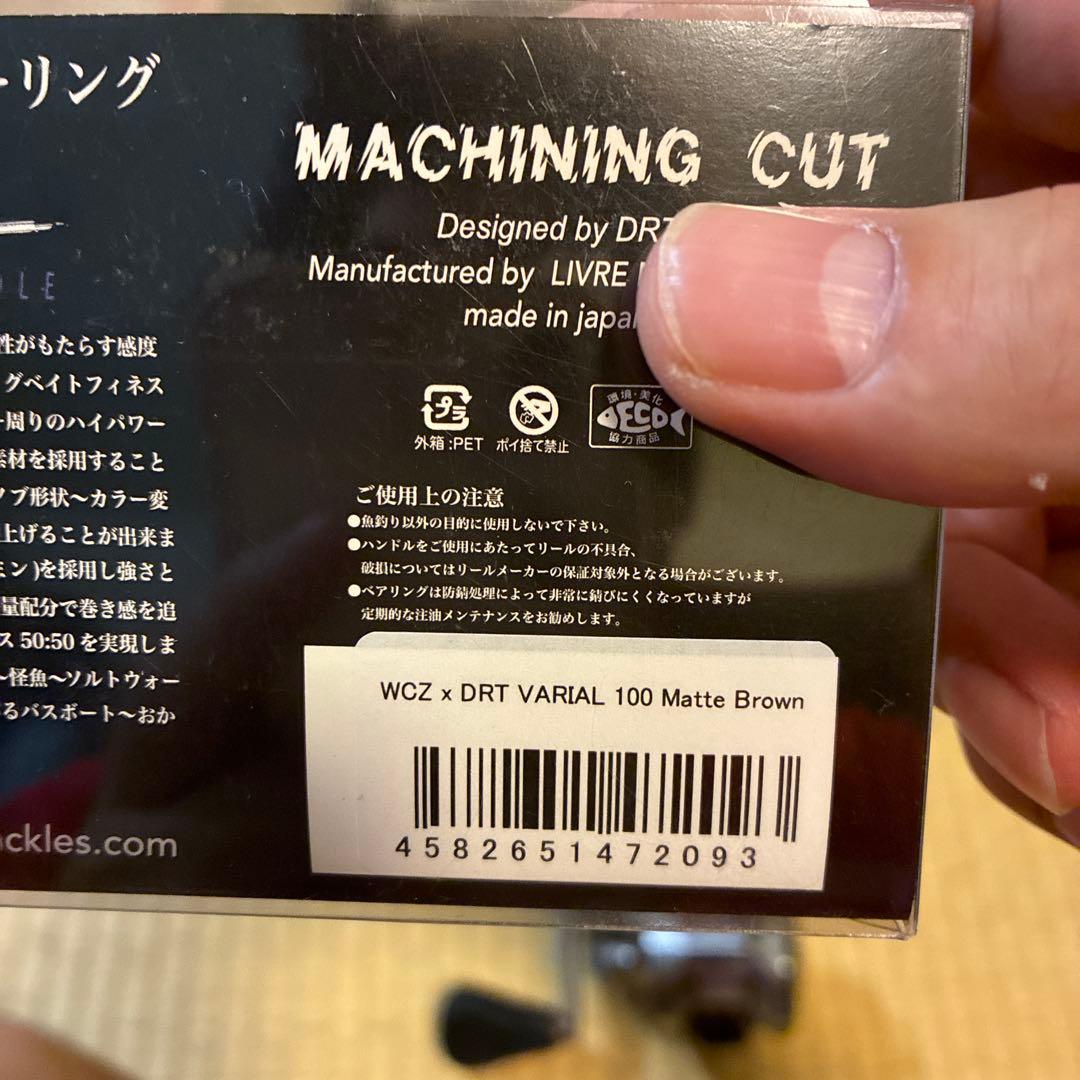 ーリング
MACHINING CUT
Designed by DRT
Manufactured by LIVRE
made in japan
DLE
性がもたらす感度
グベイトフィネス
一周りのハイパワー
素材を採用すること
ノブ形状～カラー変
上げることが出来ま
ミン)を採用し強さと
量配分で巻き感を追
ス 50:50 を実現しま
～怪魚～ソルトウォー
るパスポート～おか
ckles.com
プラ
外箱:PET
ポイ捨て禁止
環境・美化
ECO
協力商品
ご使用上の注意
●魚釣り以外の目的に使用しないで下さい。
●ハンドルをご使用にあたってリールの不具合、
破損についてはリールメーカーの保証対象外となる場合がございます。
●ベアリングは防錆処理によって非常に錆びにくくなっていますが
定期的な注油メンテナンスをお勧めします。
WCZ x DRT VARIAL 100 Matte Brown
4582651472093